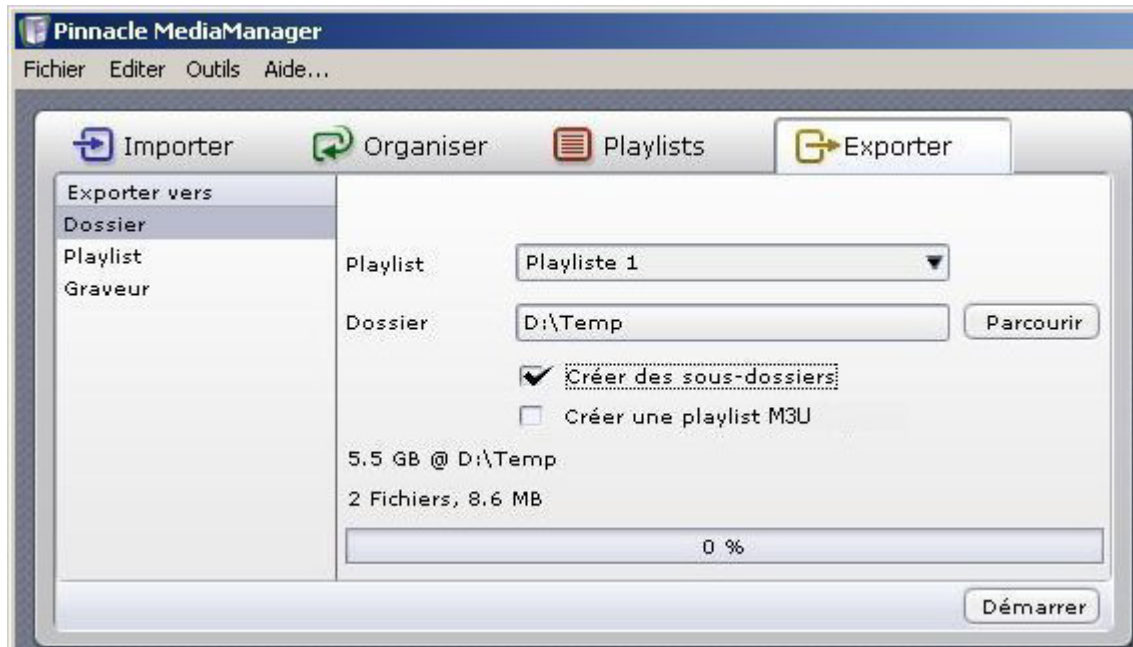 Pinnacle MediaManager
Fichier Editer Outils Aide...
Importer Organiser Playlists Exporter
Exporter vers
Dossier
Playlist
Graveur
Playlist Playliste 1
Dossier D:\Temp Parcourir
Créer des sous-dossiers
Créer une playlist M3U
5.5 GB @ D:\Temp
2 Fichiers, 8.6 MB
0 %
Démarrer